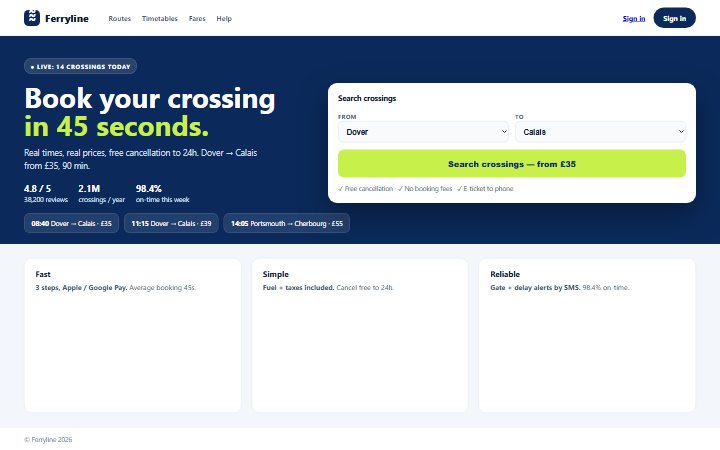 Ferryline
Routes Timetables Fares Help
Sign in
Sign in
● LIVE: 14 CROSSINGS TODAY
Book your crossing
in 45 seconds.
Real times, real prices, free cancellation to 24h. Dover → Calais
from £35, 90 min.
4.8 / 5
38,200 reviews
2.1M
crossings / year
98.4%
on-time this week
08:40 Dover → Calais · £35
11:15 Dover → Calais · £39
14:05 Portsmouth → Cherbourg · £55
Search crossings
FROM
Dover
TO
Calais
Search crossings — from £35
✓ Free cancellation · ✓ No booking fees · ✓ E-ticket to phone
Fast
3 steps, Apple / Google Pay. Average booking 45s.
Simple
Fuel + taxes included. Cancel free to 24h.
Reliable
Gate + delay alerts by SMS. 98.4% on-time.
© Ferryline 2026